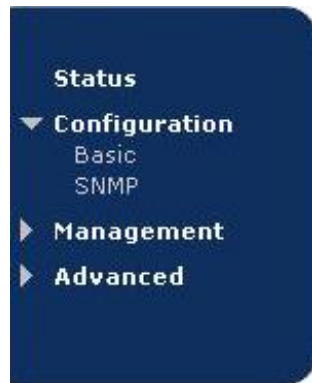 Status
Configuration
Basic
SNMP
Management
Advanced